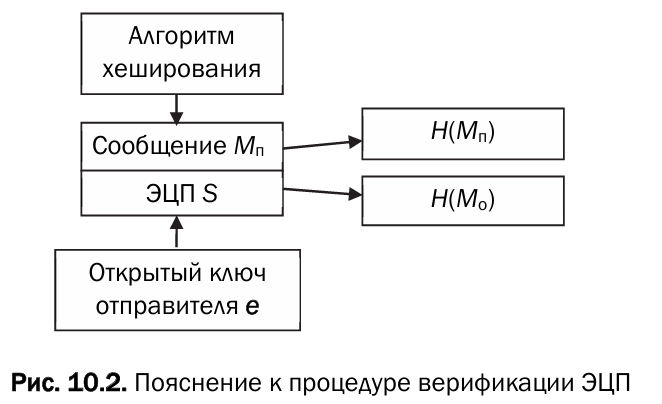 Алгоритм
хеширования
Сообщение Mп
H(Mп)
ЭЦП S
H(Mо)
Открытый ключ
отправителя e
Рис. 10.2. Пояснение к процедуре верификации ЭЦП